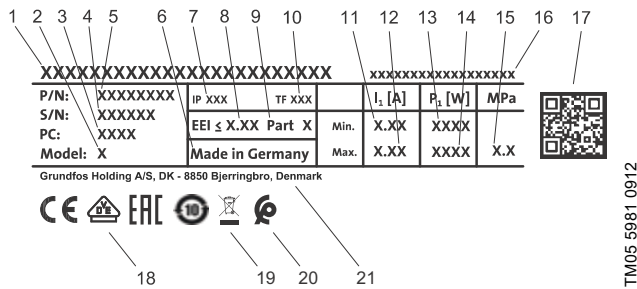 1 2 3 4 5 6 7 8 9 10 11 12 13 14 15 16 17
XXXXXXXXXXXXXXXXXXXXXXXX XXXXXXXXXXXXXXXXXX
P/N: XXXXXXXX IP XXX TF XXX I1 [A] P1 [W] MPa
S/N: XXXXXX EEI ≤ X.XX Part X Min. X.XX XXXX
PC: XXXX
Model: X Made in Germany Max. X.XX XXXX X.X
Grundfos Holding A/S, DK - 8850 Bjerringbro, Denmark
CE VDE EAC 10
18 19 20 21
TM05 5981 0912